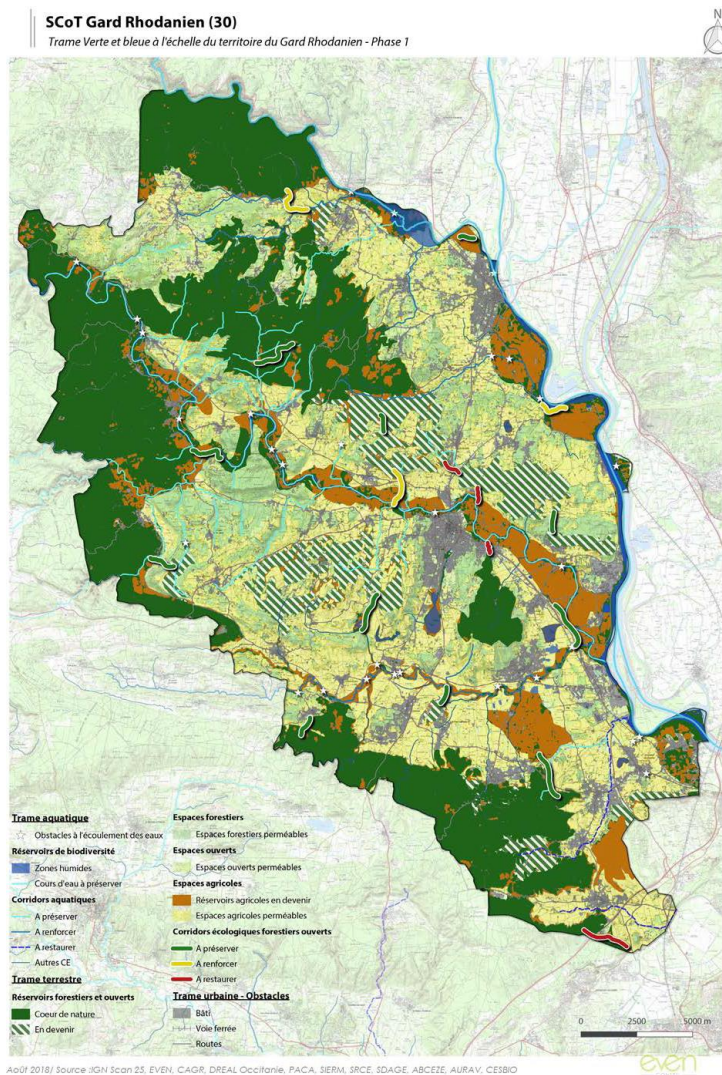 SCoT Gard Rhodanien (30)
Trame Verte et bleue à l'échelle du territoire du Gard Rhodanien - Phase 1
N
Trame aquatique
Obstacles à l'écoulement des eaux
Réservoirs de biodiversité
Zones humides
Cours d'eau à préserver
Corridors aquatiques
A préserver
A renforcer
A restaurer
Autres CE
Trame terrestre
Réservoirs forestiers et ouverts
Coeur de nature
En devenir
Espaces forestiers
Espaces forestiers perméables
Espaces ouverts
Espaces ouverts perméables
Espaces agricoles
Réservoirs agricoles en devenir
Espaces agricoles perméables
Corridors écologiques forestiers ouverts
A préserver
A renforcer
A restaurer
Trame urbaine - Obstacles
Bâti
Voie ferrée
Routes
0 2500 5000 m
Août 2018/ Source :IGN Scan 25, EVEN, CAGR, DREAL Occitanie, PACA, SIERM, SRCE, SDAGE, ABCEZE, AURAV, CESBIO
even